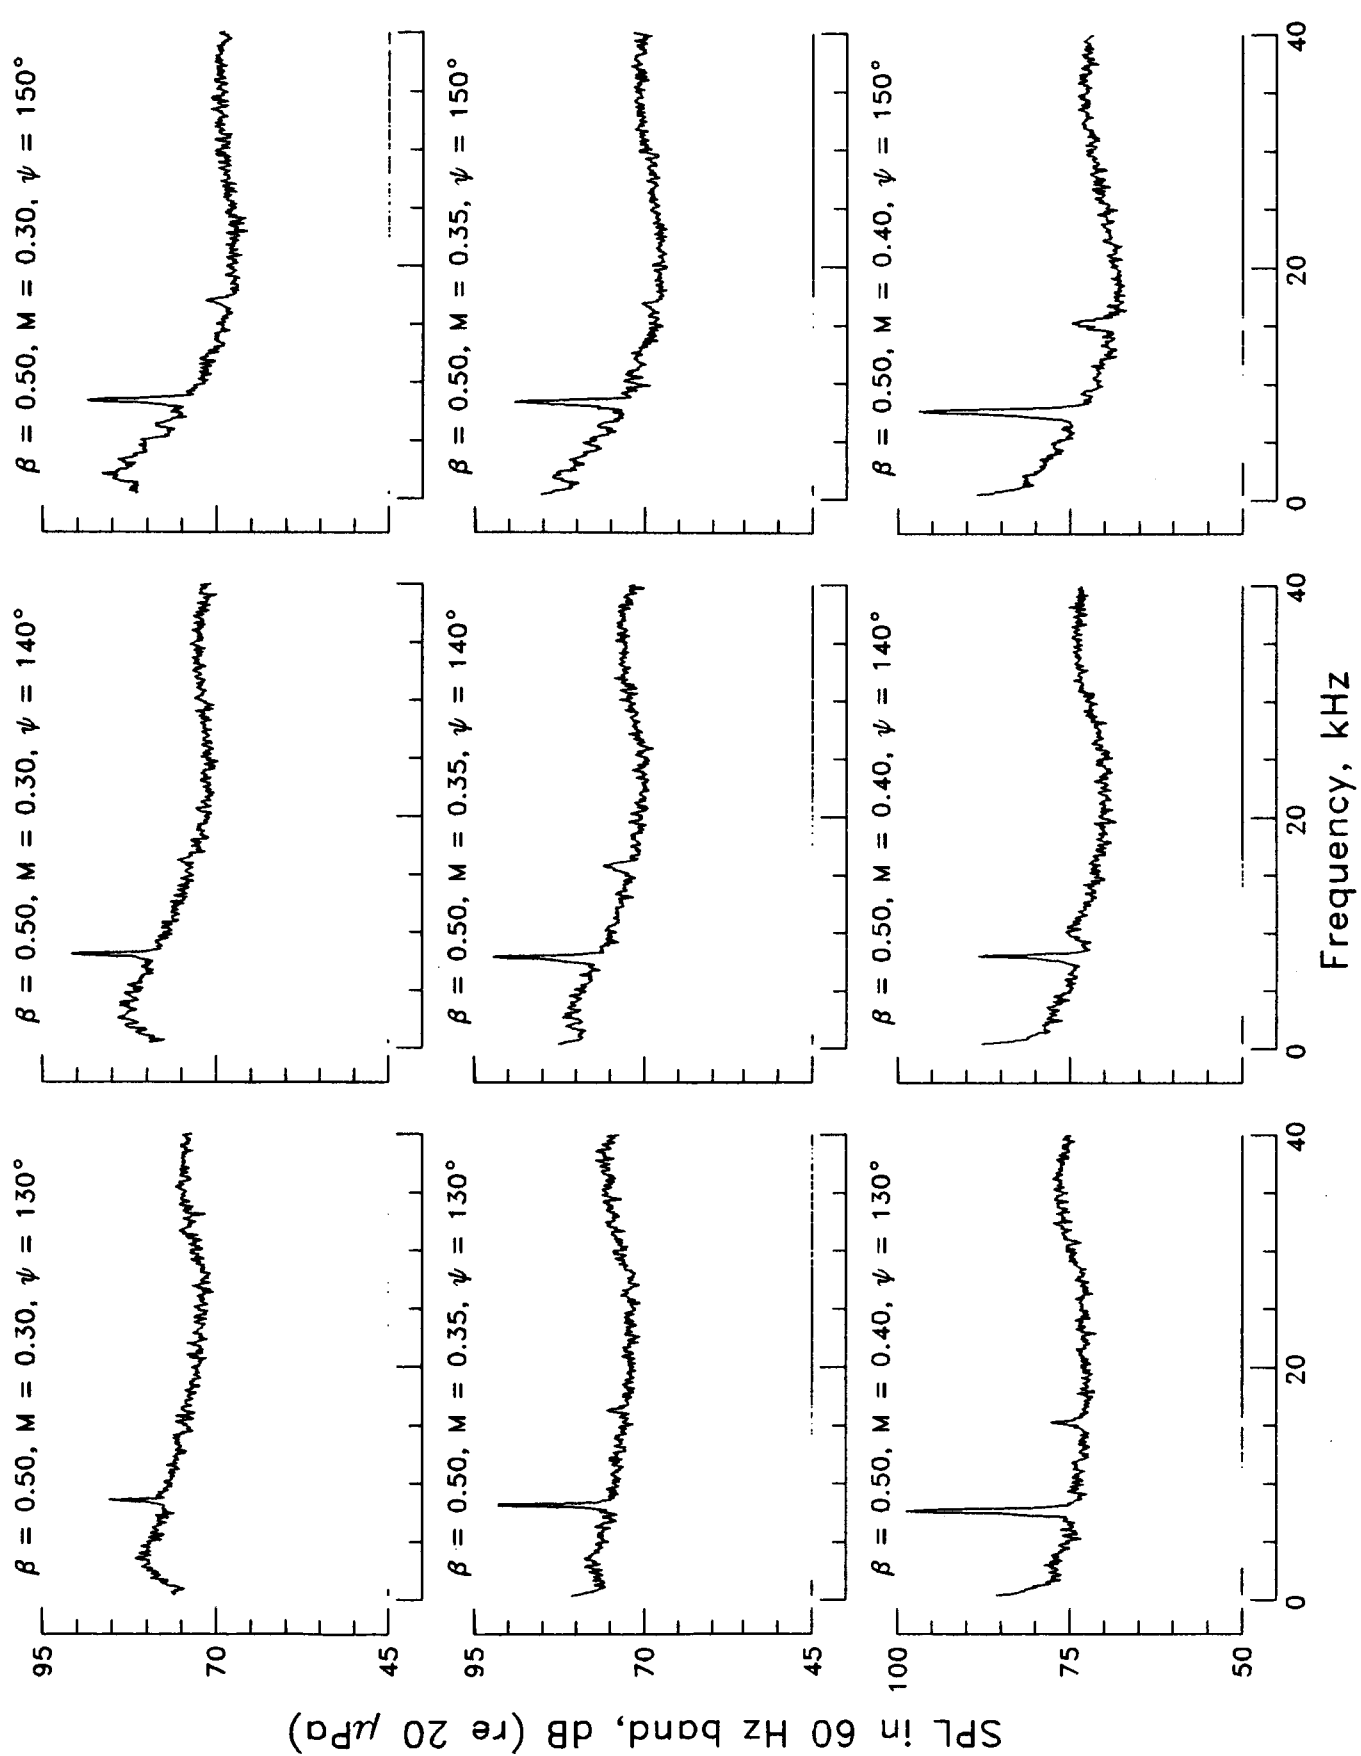 β = 0.50, M = 0.30, ψ = 130°
β = 0.50, M = 0.30, ψ = 140°
β = 0.50, M = 0.30, ψ = 150°
95
70
45
β = 0.50, M = 0.35, ψ = 130°
β = 0.50, M = 0.35, ψ = 140°
β = 0.50, M = 0.35, ψ = 150°
95
70
45
β = 0.50, M = 0.40, ψ = 130°
β = 0.50, M = 0.40, ψ = 140°
β = 0.50, M = 0.40, ψ = 150°
100
75
50
0 20 40
0 20 40
0 20 40
SPL in 60 Hz band, dB (re 20 μPa)
Frequency, kHz